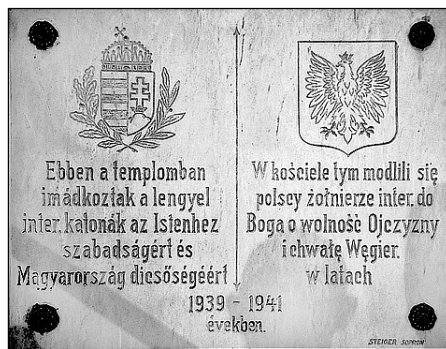 Ebben a templomban
imádkoztak a lengyel
inter. katonák az Istenhez
szabadságért és
Magyarország dicsőségéért
W kościele tym modlili się
polscy żołnierze inter. do
Boga o wolność Ojczyzny
i chwałę Węgier.
w latach
1939 - 1941
években.
STEIGER SOPRON